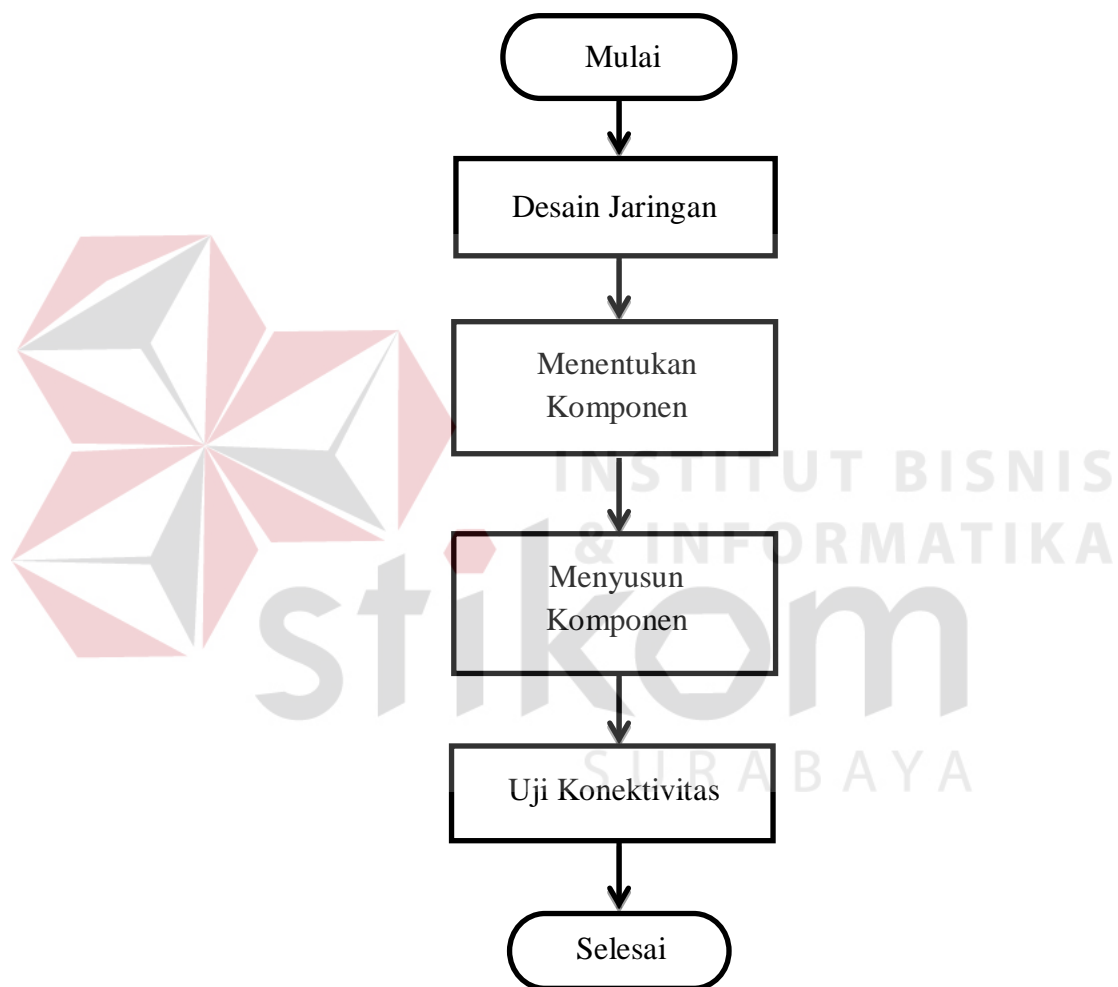 Mulai
Desain Jaringan
Menentukan
Komponen
INSTITUT BISNIS
& INFORMATIKA
Menyusun
Komponen
stikom
SURABAYA
Uji Konektivitas
Selesai